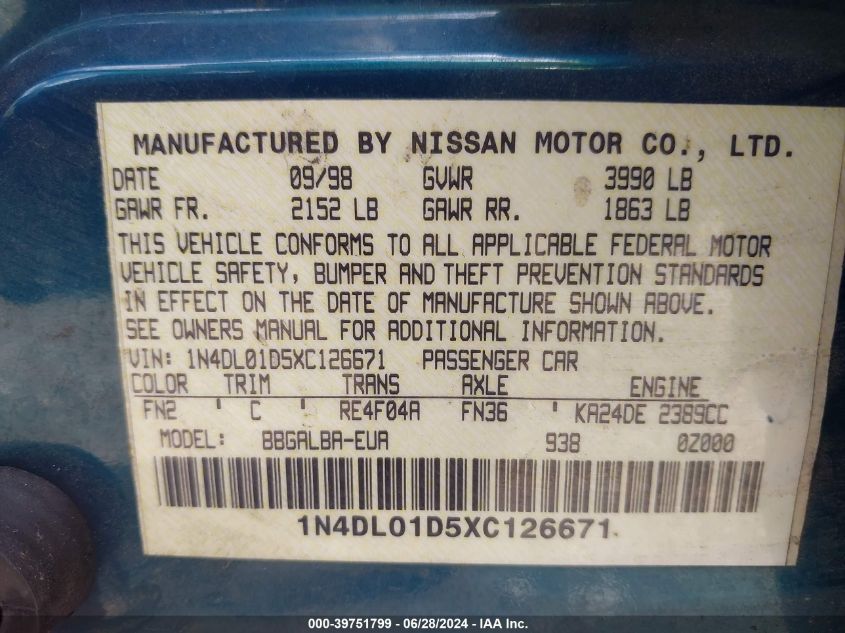 MANUFACTURED BY NISSAN MOTOR CO., LTD.
DATE 09/98 GVWR 3990 LB
GAWR FR. 2152 LB GAWR RR. 1863 LB
THIS VEHICLE CONFORMS TO ALL APPLICABLE FEDERAL MOTOR
VEHICLE SAFETY, BUMPER AND THEFT PREVENTION STANDARDS
IN EFFECT ON THE DATE OF MANUFACTURE SHOWN ABOVE.
SEE OWNERS MANUAL FOR ADDITIONAL INFORMATION.
VIN: 1N4DL01D5XC126671 PASSENGER CAR
COLOR TRIM TRANS AXLE ENGINE
FN2 ' C ' RE4F04A FN36 ' KA24DE 2389CC
MODEL: BBGALBA-EUA 938 0Z000
1N4DL01D5XC126671
000-39751799 - 06/28/2024 - IAA Inc.